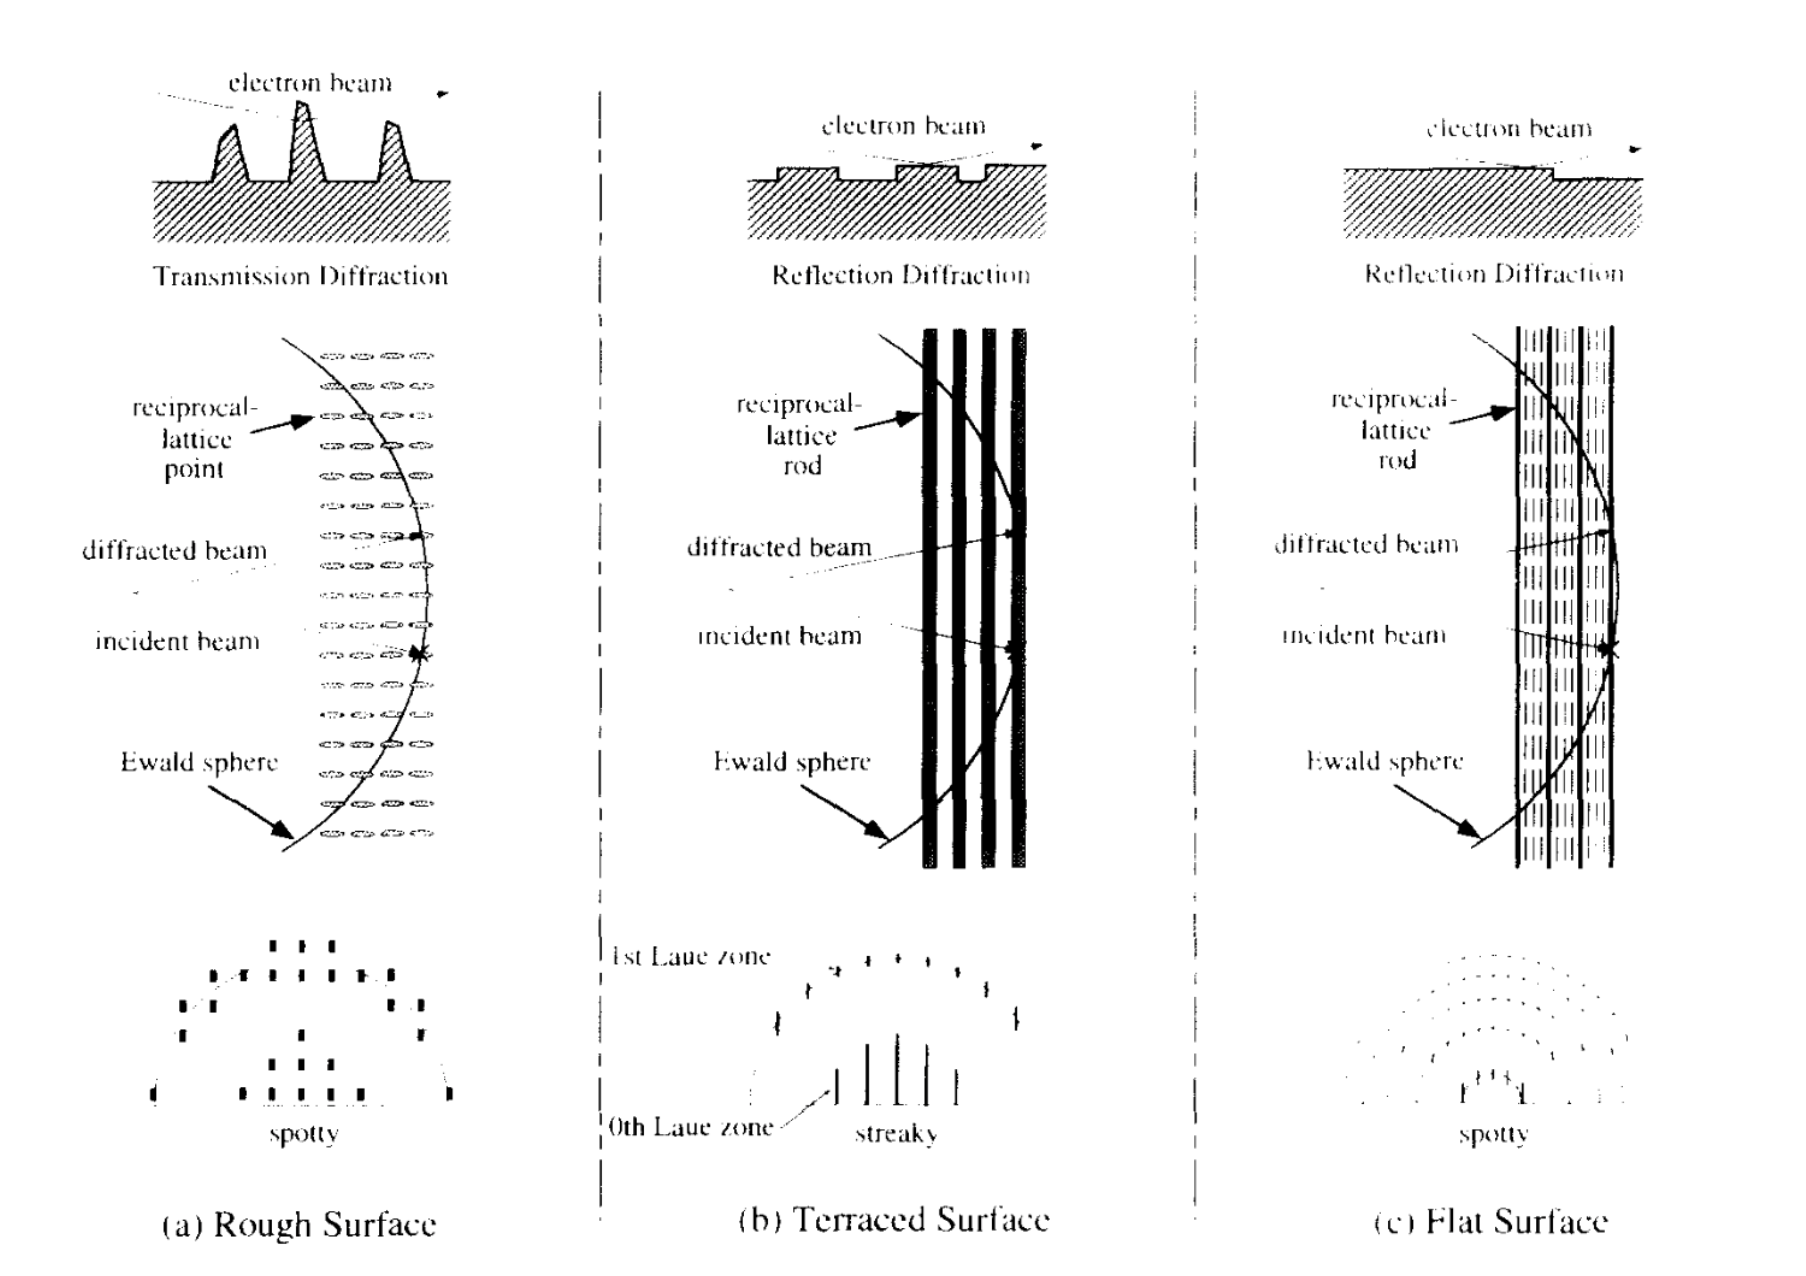 electron beam
Transmission Diffraction
reciprocal-
lattice
point
diffracted beam
incident beam
Ewald sphere
spotty
(a) Rough Surface
electron beam
Reflection Diffraction
reciprocal-
lattice
rod
diffracted beam
incident beam
Ewald sphere
1st Laue zone
0th Laue zone
streaky
(b) Terraced Surface
electron beam
Reflection Diffraction
reciprocal-
lattice
rod
diffracted beam
incident beam
Ewald sphere
spotty
(c) Flat Surface